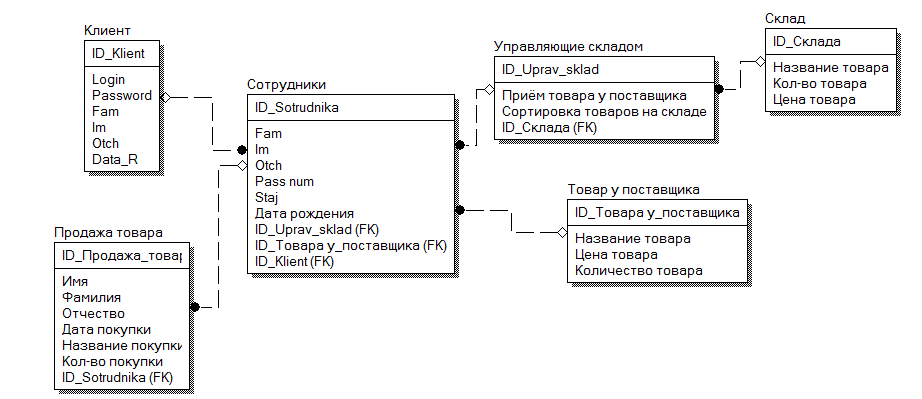 Клиент
ID_Klient
Login
Password
Fam
Im
Otch
Data_R
Сотрудники
ID_Sotrudnika
Fam
Im
Otch
Pass num
Staj
Дата рождения
ID_Uprav_sklad (FK)
ID_Товара у_поставщика (FK)
ID_Klient (FK)
Управляющие складом
ID_Uprav_sklad
Приём товара у поставщика
Сортировка товаров на складе
ID_Склада (FK)
Склад
ID_Склада
Название товара
Кол-во товара
Цена товара
Товар у поставщика
ID_Товара у_поставщика
Название товара
Цена товара
Количество товара
Продажа товара
ID_Продажа_товар
Имя
Фамилия
Отчество
Дата покупки
Название покупки
Кол-во покупки
ID_Sotrudnika (FK)